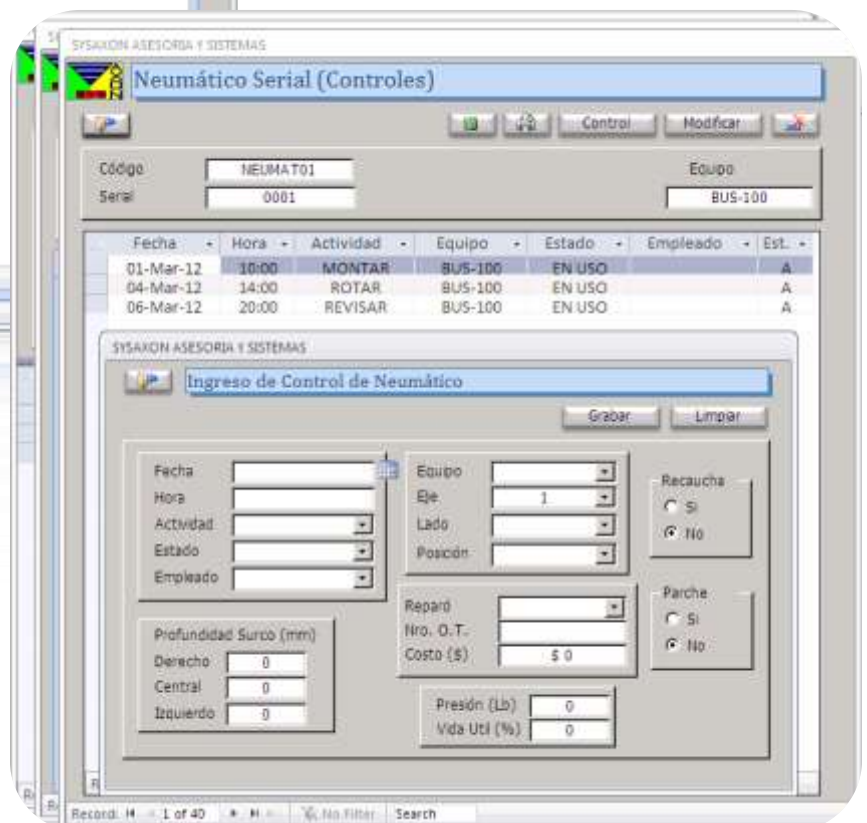 SYSAXON ASESORIA Y SISTEMAS
Neumático Serial (Controles)
Control Modificar
Código NEUMAT01 Equipo
Serial 0001 BUS-100
Fecha Hora Actividad Equipo Estado Empleado Est.
01-Mar-12 10:00 MONTAR BUS-100 EN USO A
04-Mar-12 14:00 ROTAR BUS-100 EN USO A
06-Mar-12 20:00 REVISAR BUS-100 EN USO A
SYSAXON ASESORIA Y SISTEMAS
Ingreso de Control de Neumático
Grabar Limpiar
Fecha
Hora
Actividad
Estado
Empleado
Equipo
Eje 1
Lado
Posición
Recaucha
Si
No
Profundidad Surco (mm)
Derecho 0
Central 0
Izquierdo 0
Reparó
Nro. O.T.
Costo ($) $ 0
Parche
Si
No
Presión (Lb) 0
Vida Util (%) 0
Record: 1 of 40 No Filter Search